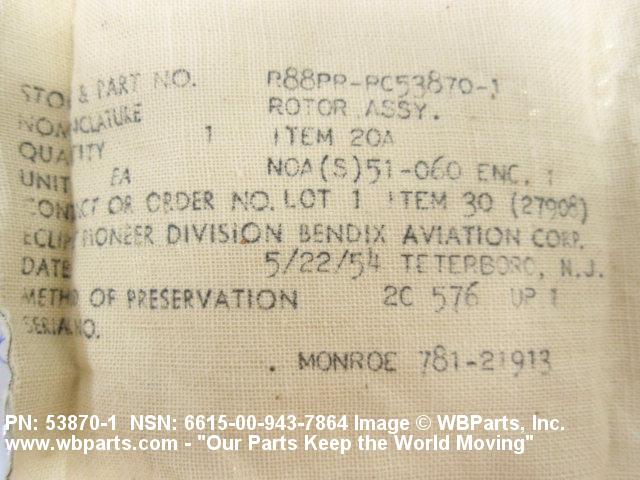 STOCK & PART NO. R88PP-PC53870-1
NOMENCLATURE ROTOR ASSY.
QUANTITY 1 ITEM 20A
UNIT EA NOA(S)51-060 ENC. 1
CONTRACT OR ORDER NO. LOT 1 ITEM 30 (27908)
ECLIPSE PIONEER DIVISION BENDIX AVIATION CORP.
DATE 5/22/54 TETERBORO, N.J.
METHOD OF PRESERVATION 2C 576 UP 1
SERIAL NO.
. MONROE 781-21913
PN: 53870-1 NSN: 6615-00-943-7864 Image © WBParts, Inc.
www.wbparts.com - "Our Parts Keep the World Moving"